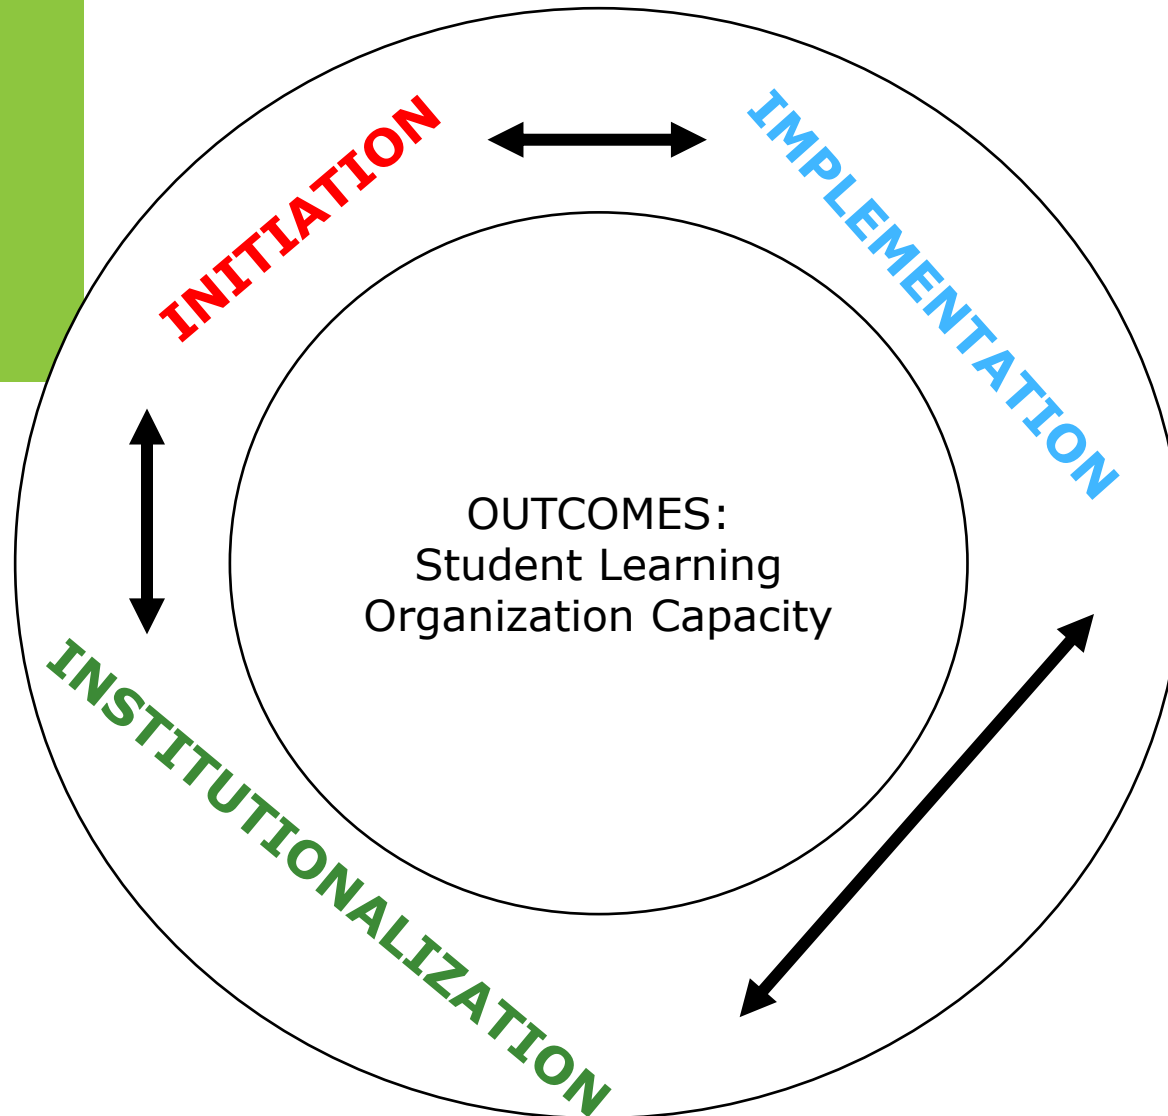 INITIATION
IMPLEMENTATION
OUTCOMES:
Student Learning
Organization Capacity
INSTITUTIONALIZATION